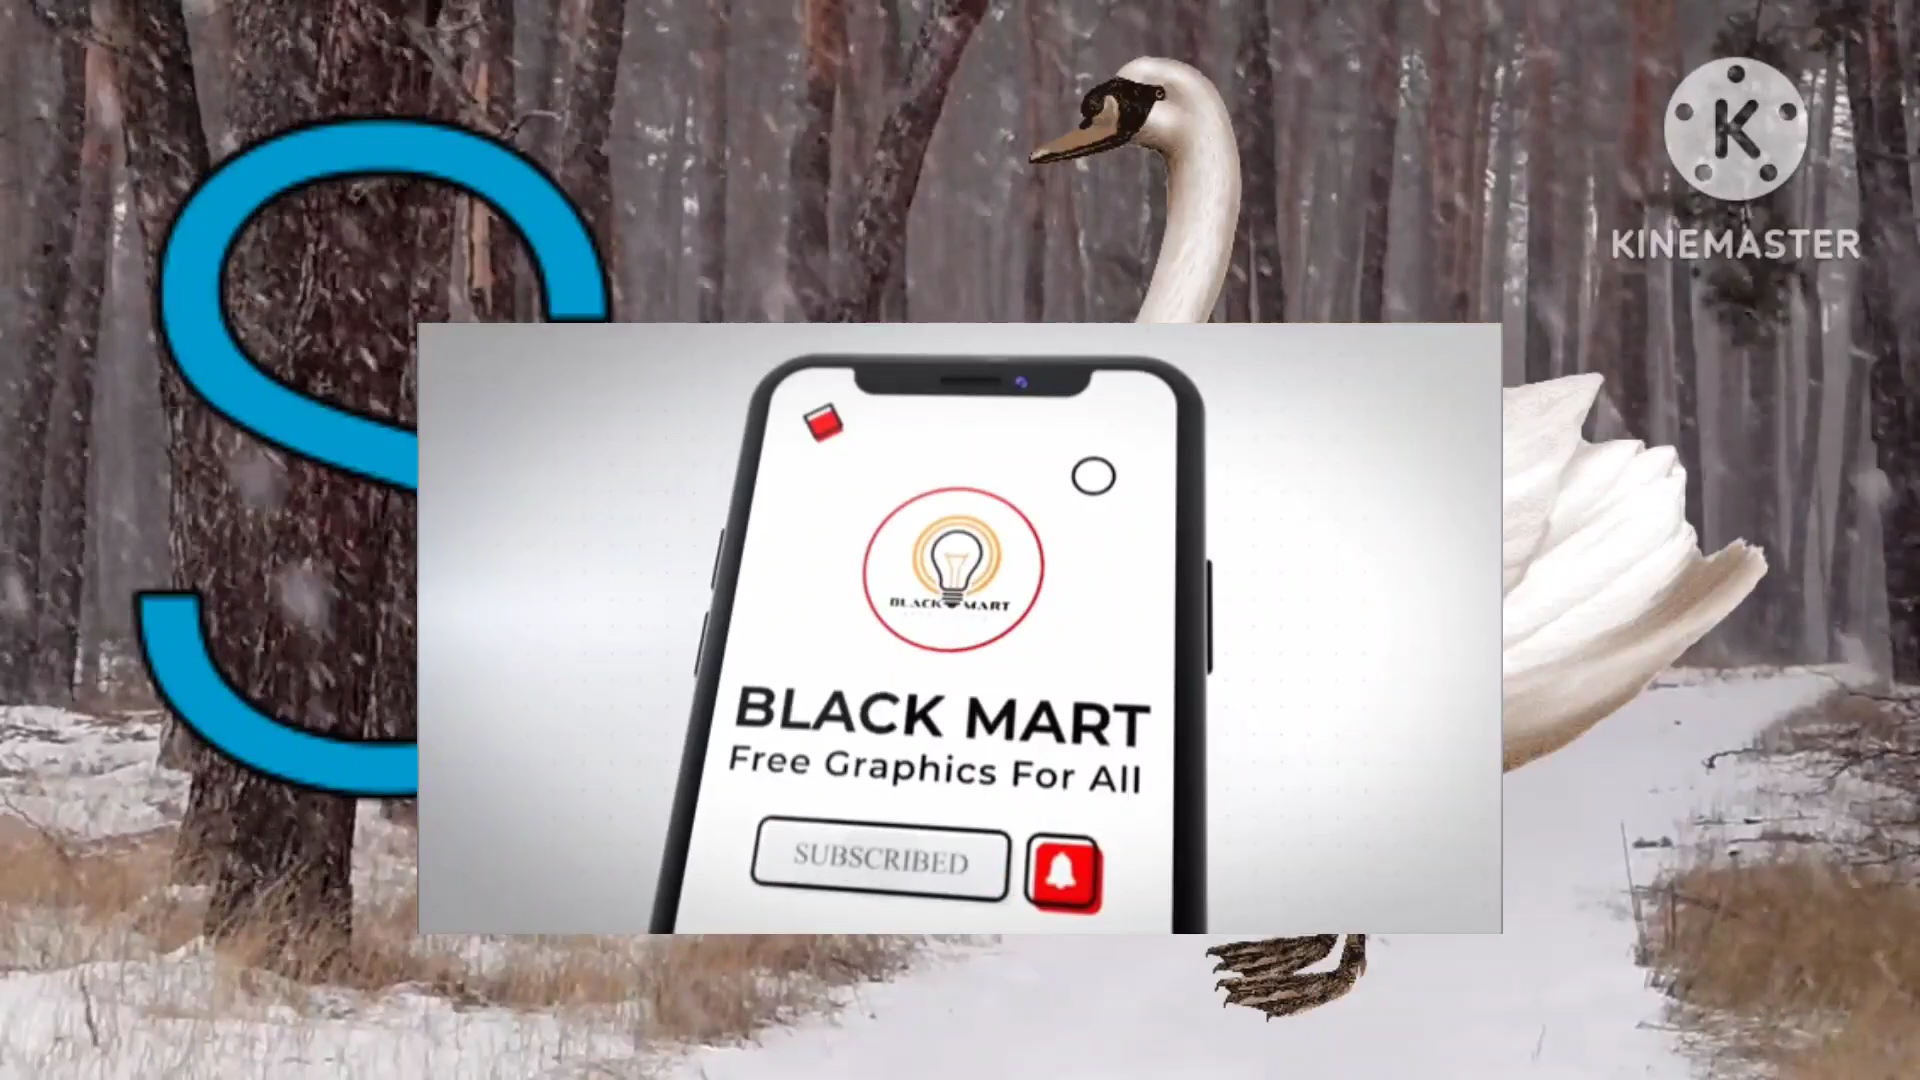 S
K
KINEMASTER
BLACK MART
BLACK MART
Free Graphics For All
SUBSCRIBED